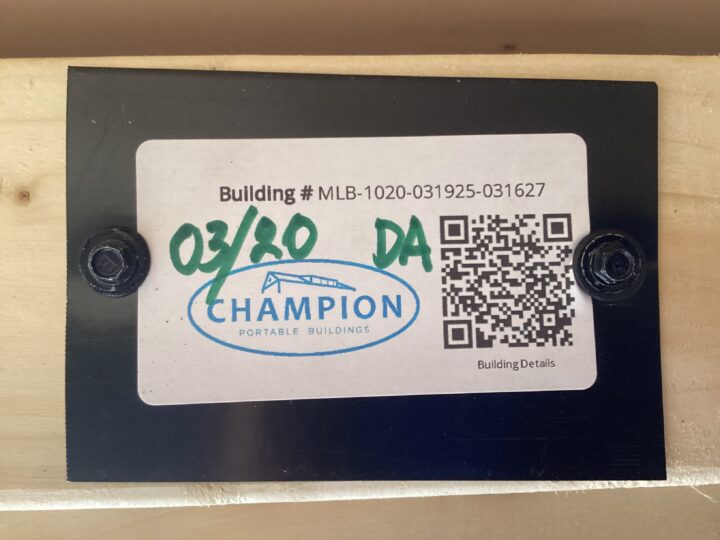 Building # MLB-1020-031925-031627
03/20 DA
CHAMPION
PORTABLE BUILDINGS
Building Details